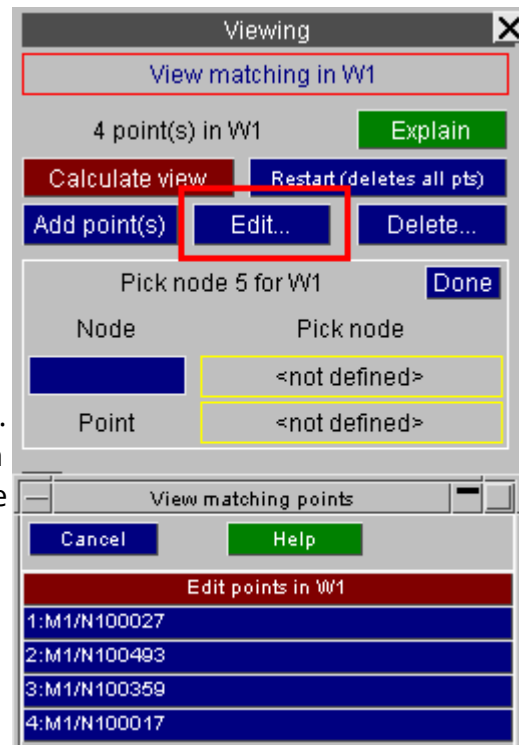 Viewing X
View matching in W1
4 point(s) in W1 Explain
Calculate view Restart (deletes all pts)
Add point(s) Edit... Delete...
Pick node 5 for W1 Done
Node Pick node
<not defined>
Point <not defined>
.
e
View matching points
Cancel Help
Edit points in W1
1:M1/N100027
2:M1/N100493
3:M1/N100359
4:M1/N100017